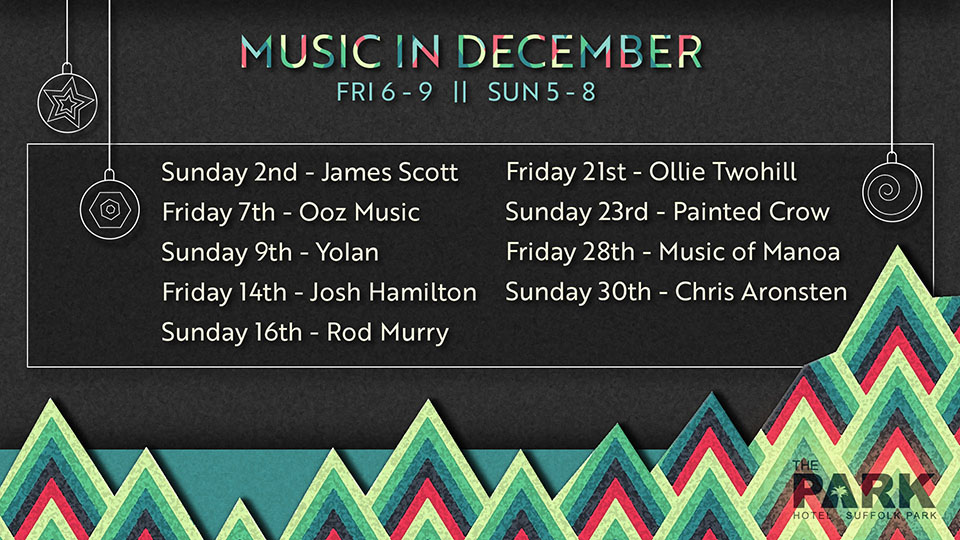 MUSIC IN DECEMBER
FRI 6 - 9 || SUN 5 - 8
Sunday 2nd - James Scott
Friday 7th - Ooz Music
Sunday 9th - Yolan
Friday 14th - Josh Hamilton
Sunday 16th - Rod Murry
Friday 21st - Ollie Twohill
Sunday 23rd - Painted Crow
Friday 28th - Music of Manoa
Sunday 30th - Chris Aronsten
THE
PARK
HOTEL - SUFFOLK PARK